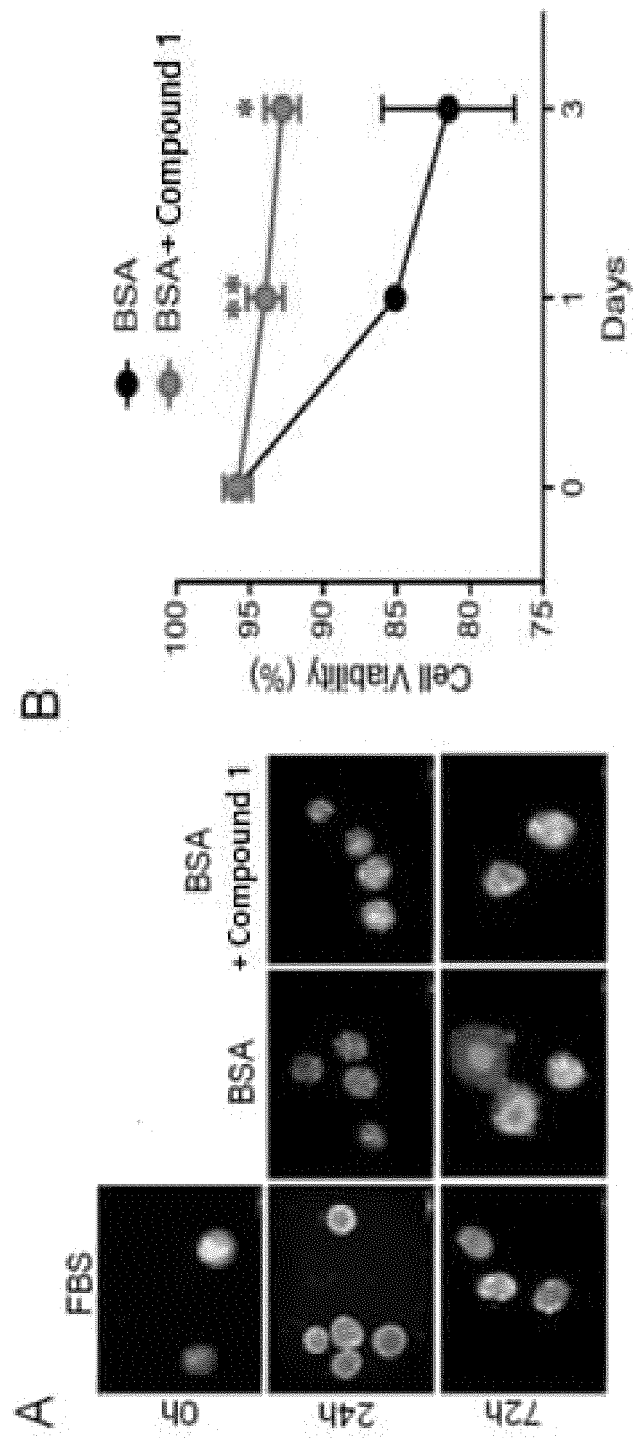 A
FBS
BSA
BSA
+ Compound 1
0h
24h
72h
B
BSA
BSA+ Compound 1
Cell Viability (%)
100
95
90
85
80
75
**
*
0
1
3
Days